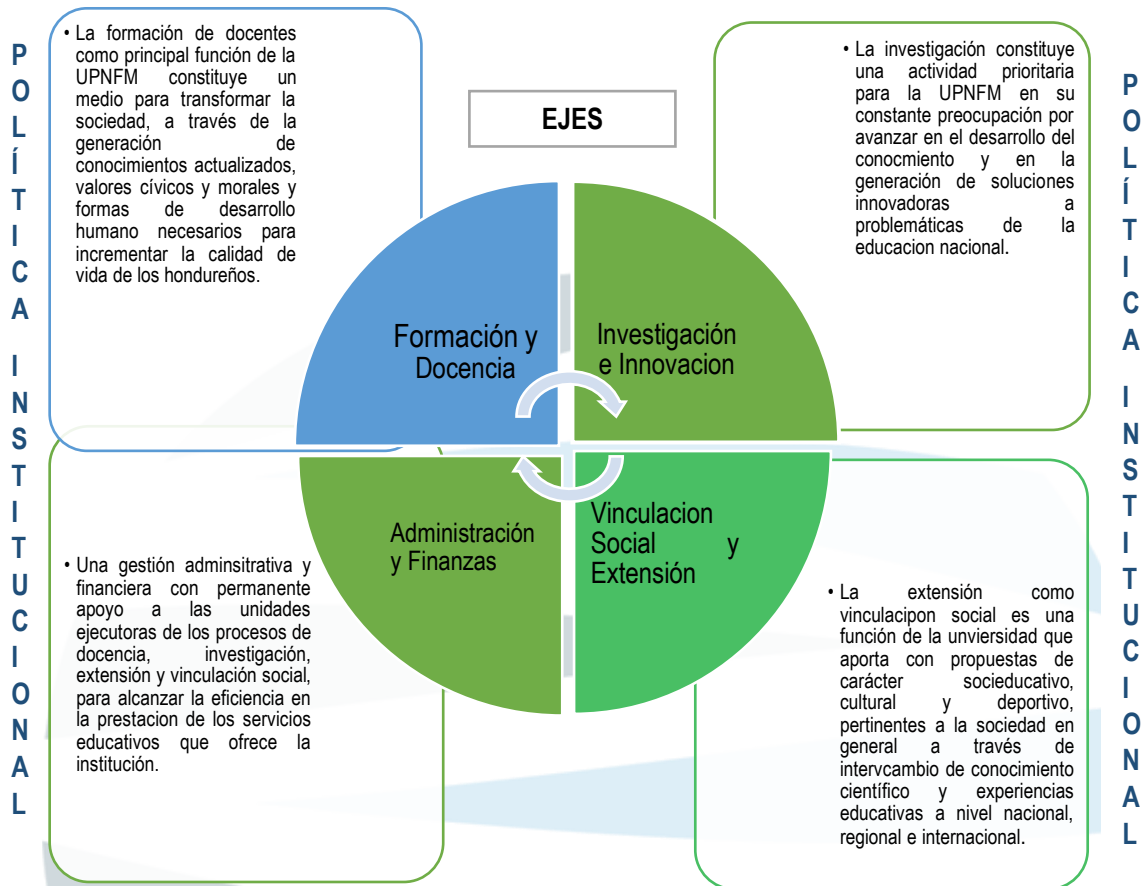 POLÍTICA INSTITUCIONAL
• La formación de docentes
como principal función de la
UPNFM constituye un
medio para transformar la
sociedad, a través de la
generación de
conocimientos actualizados,
valores cívicos y morales y
formas de desarrollo
humano necesarios para
incrementar la calidad de
vida de los hondureños.
EJES
• La investigación constituye
una actividad prioritaria
para la UPNFM en su
constante preocupación por
avanzar en el desarrollo del
conocmiento y en la
generación de soluciones
innovadoras a
problemáticas de la
educacion nacional.
POLÍTICA INSTITUCIONAL
Formación y
Docencia
Investigación
e Innovacion
Administración
y Finanzas
Vinculacion
Social y
Extensión
• Una gestión adminsitrativa y
financiera con permanente
apoyo a las unidades
ejecutoras de los procesos de
docencia, investigación,
extensión y vinculación social,
para alcanzar la eficiencia en
la prestacion de los servicios
educativos que ofrece la
institución.
• La extensión como
vinculacipon social es una
función de la unviersidad que
aporta con propuestas de
carácter socieducativo,
cultural y deportivo,
pertinentes a la sociedad en
general a través de
intervcambio de conocimiento
científico y experiencias
educativas a nivel nacional,
regional e internacional.